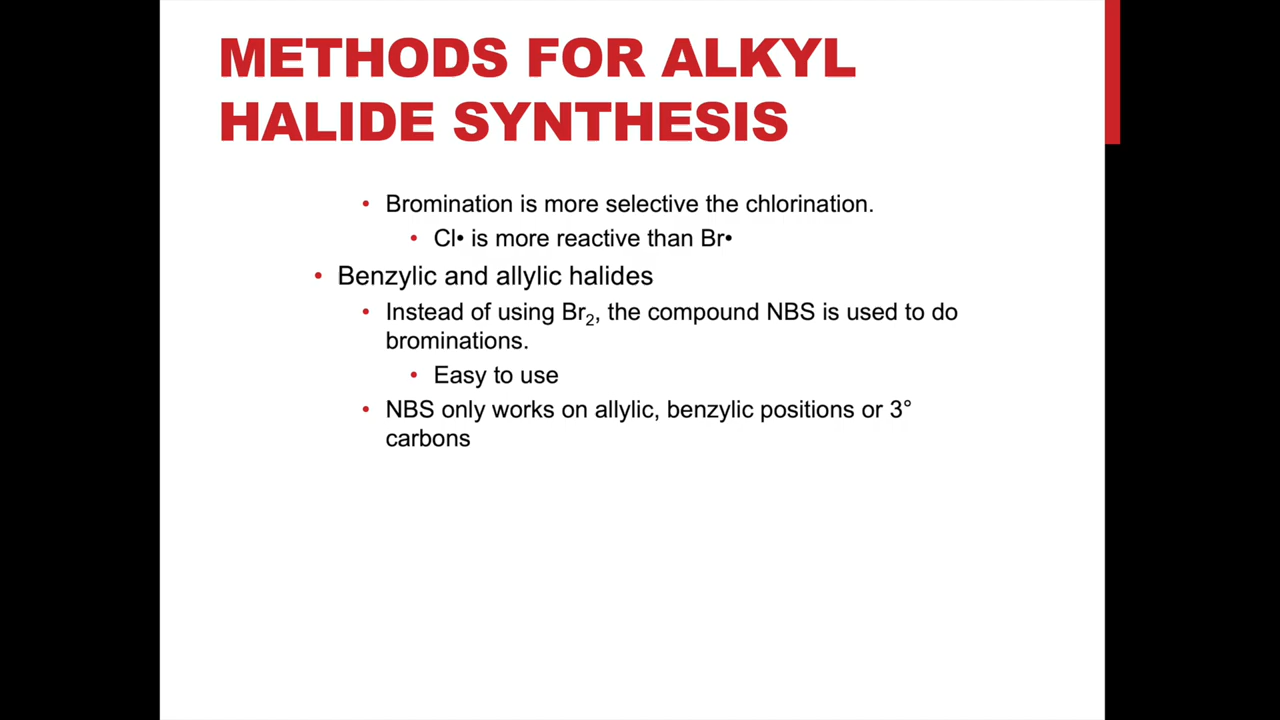 METHODS FOR ALKYL
HALIDE SYNTHESIS
• Bromination is more selective the chlorination.
• Cl• is more reactive than Br•
• Benzylic and allylic halides
• Instead of using Br₂, the compound NBS is used to do
brominations.
• Easy to use
• NBS only works on allylic, benzylic positions or 3°
carbons